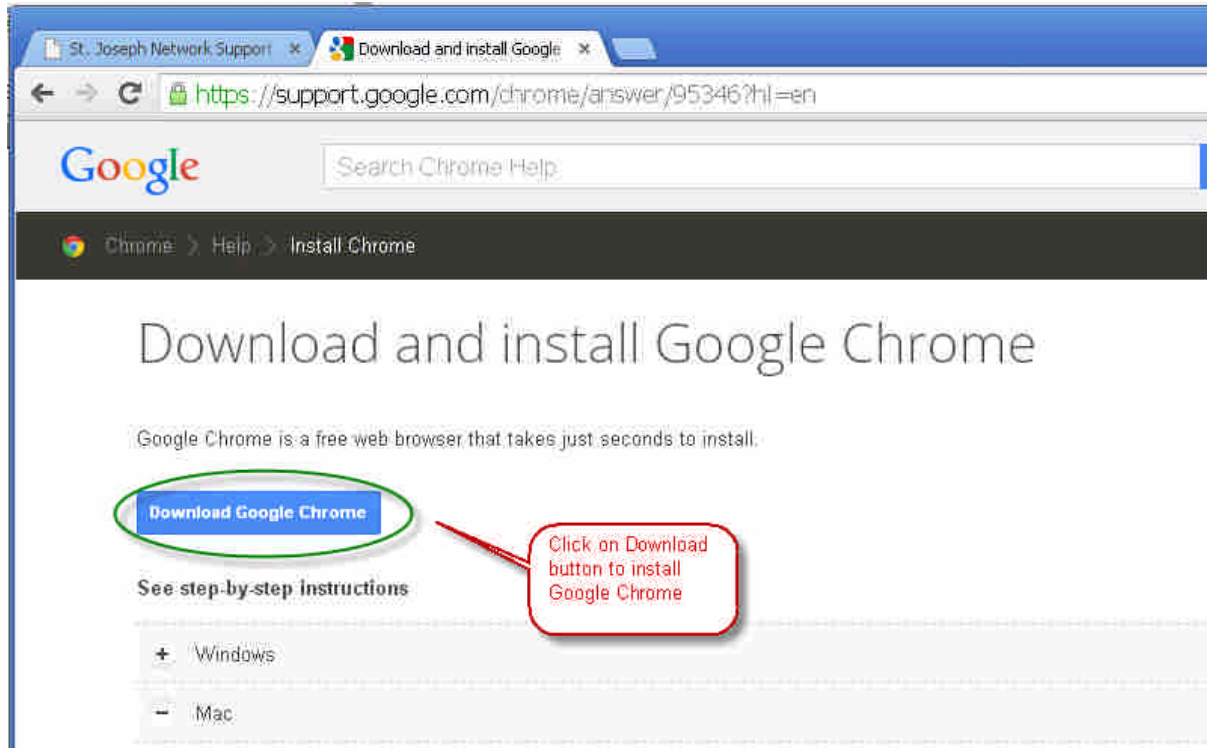 St. Joseph Network Support
Download and install Google
https://support.google.com/chrome/answer/95346?hl=en
Google
Search Chrome Help
Chrome > Help > Install Chrome
Download and install Google Chrome
Google Chrome is a free web browser that takes just seconds to install.
Download Google Chrome
Click on Download
button to install
Google Chrome
See step-by-step instructions
+ Windows
− Mac